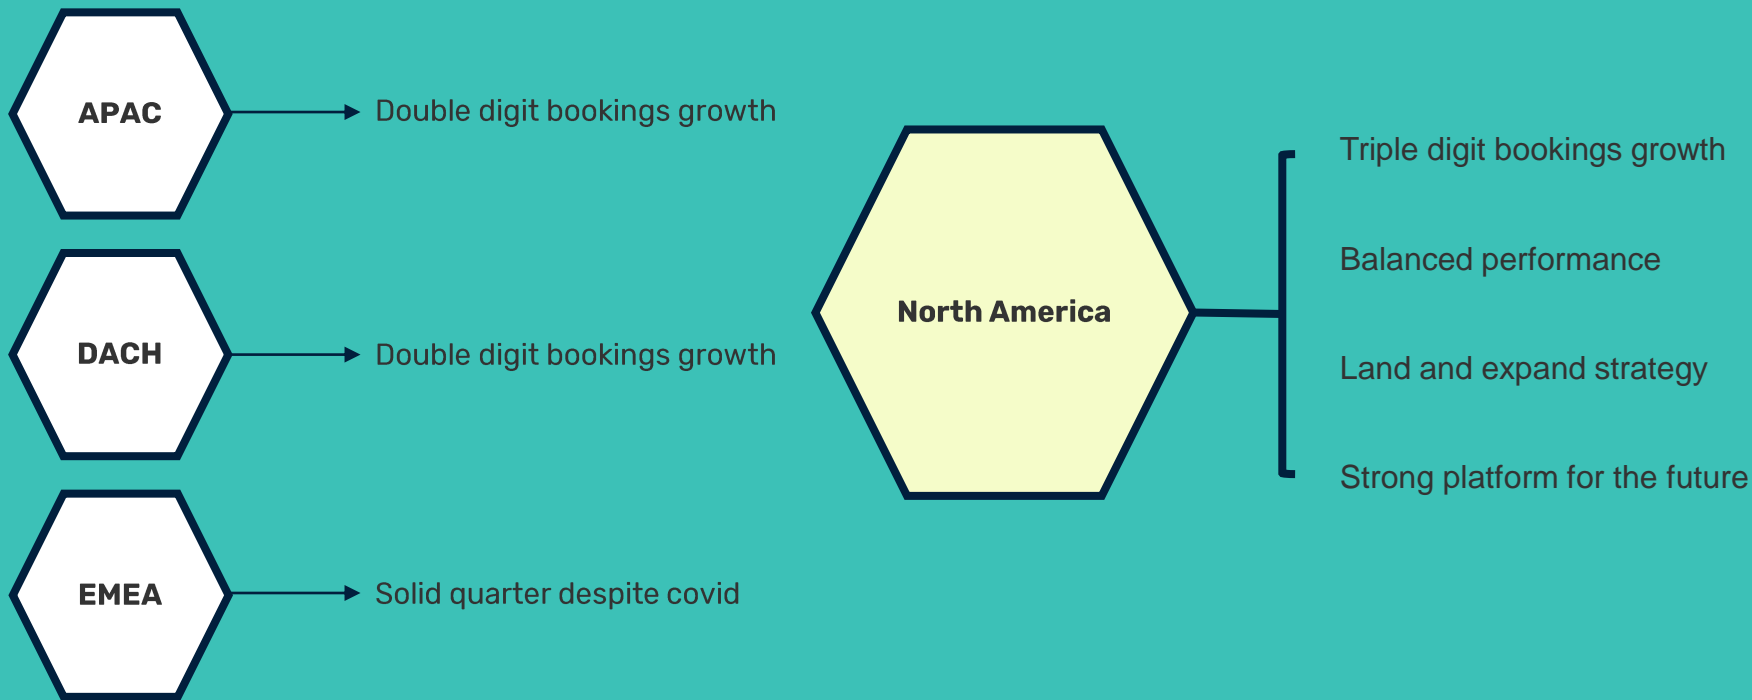 APAC
Double digit bookings growth
DACH
Double digit bookings growth
EMEA
Solid quarter despite covid
North America
Triple digit bookings growth
Balanced performance
Land and expand strategy
Strong platform for the future